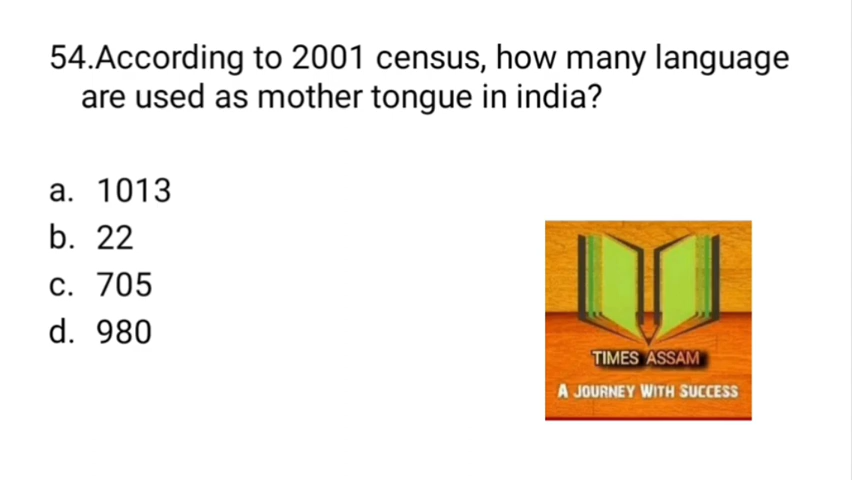 54.According to 2001 census, how many language
are used as mother tongue in india?
a. 1013
b. 22
c. 705
d. 980
TIMES ASSAM
A JOURNEY WITH SUCCESS